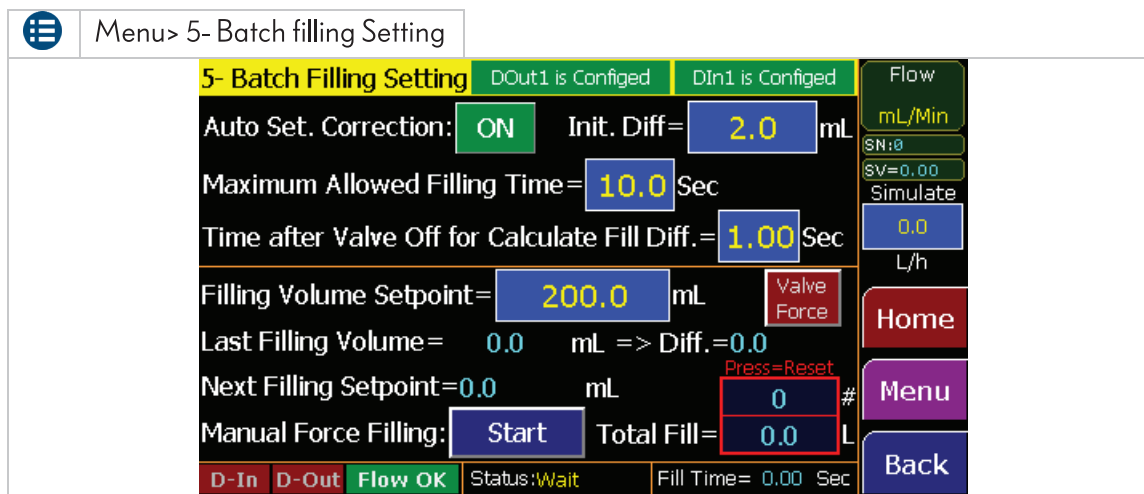 Menu> 5- Batch filling Setting
5- Batch Filling Setting DOut1 is Configed DIn1 is Configed
Auto Set. Correction: ON Init. Diff= 2.0 mL
Maximum Allowed Filling Time= 10.0 Sec
Time after Valve Off for Calculate Fill Diff.= 1.00 Sec
Filling Volume Setpoint= 200.0 mL
Valve
Force
Last Filling Volume= 0.0 mL => Diff.=0.0
Press=Reset
Next Filling Setpoint=0.0 mL
0 #
Manual Force Filling: Start Total Fill= 0.0 L
D-In D-Out Flow OK Status:Wait Fill Time= 0.00 Sec
Flow
mL/Min
SN:0
SV=0.00
Simulate
0.0
L/h
Home
Menu
Back